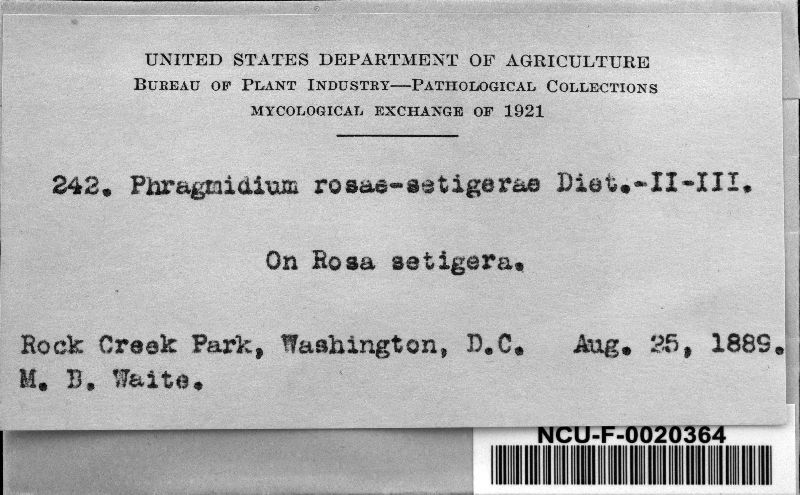 UNITED STATES DEPARTMENT OF AGRICULTURE
BUREAU OF PLANT INDUSTRY—PATHOLOGICAL COLLECTIONS
MYCOLOGICAL EXCHANGE OF 1921
242. Phragmidium rosae-setigerae Diet.-II-III.
On Rosa setigera.
Rock Creek Park, Washington, D.C. Aug. 25, 1889.
M. B. Waite.
NCU-F-0020364